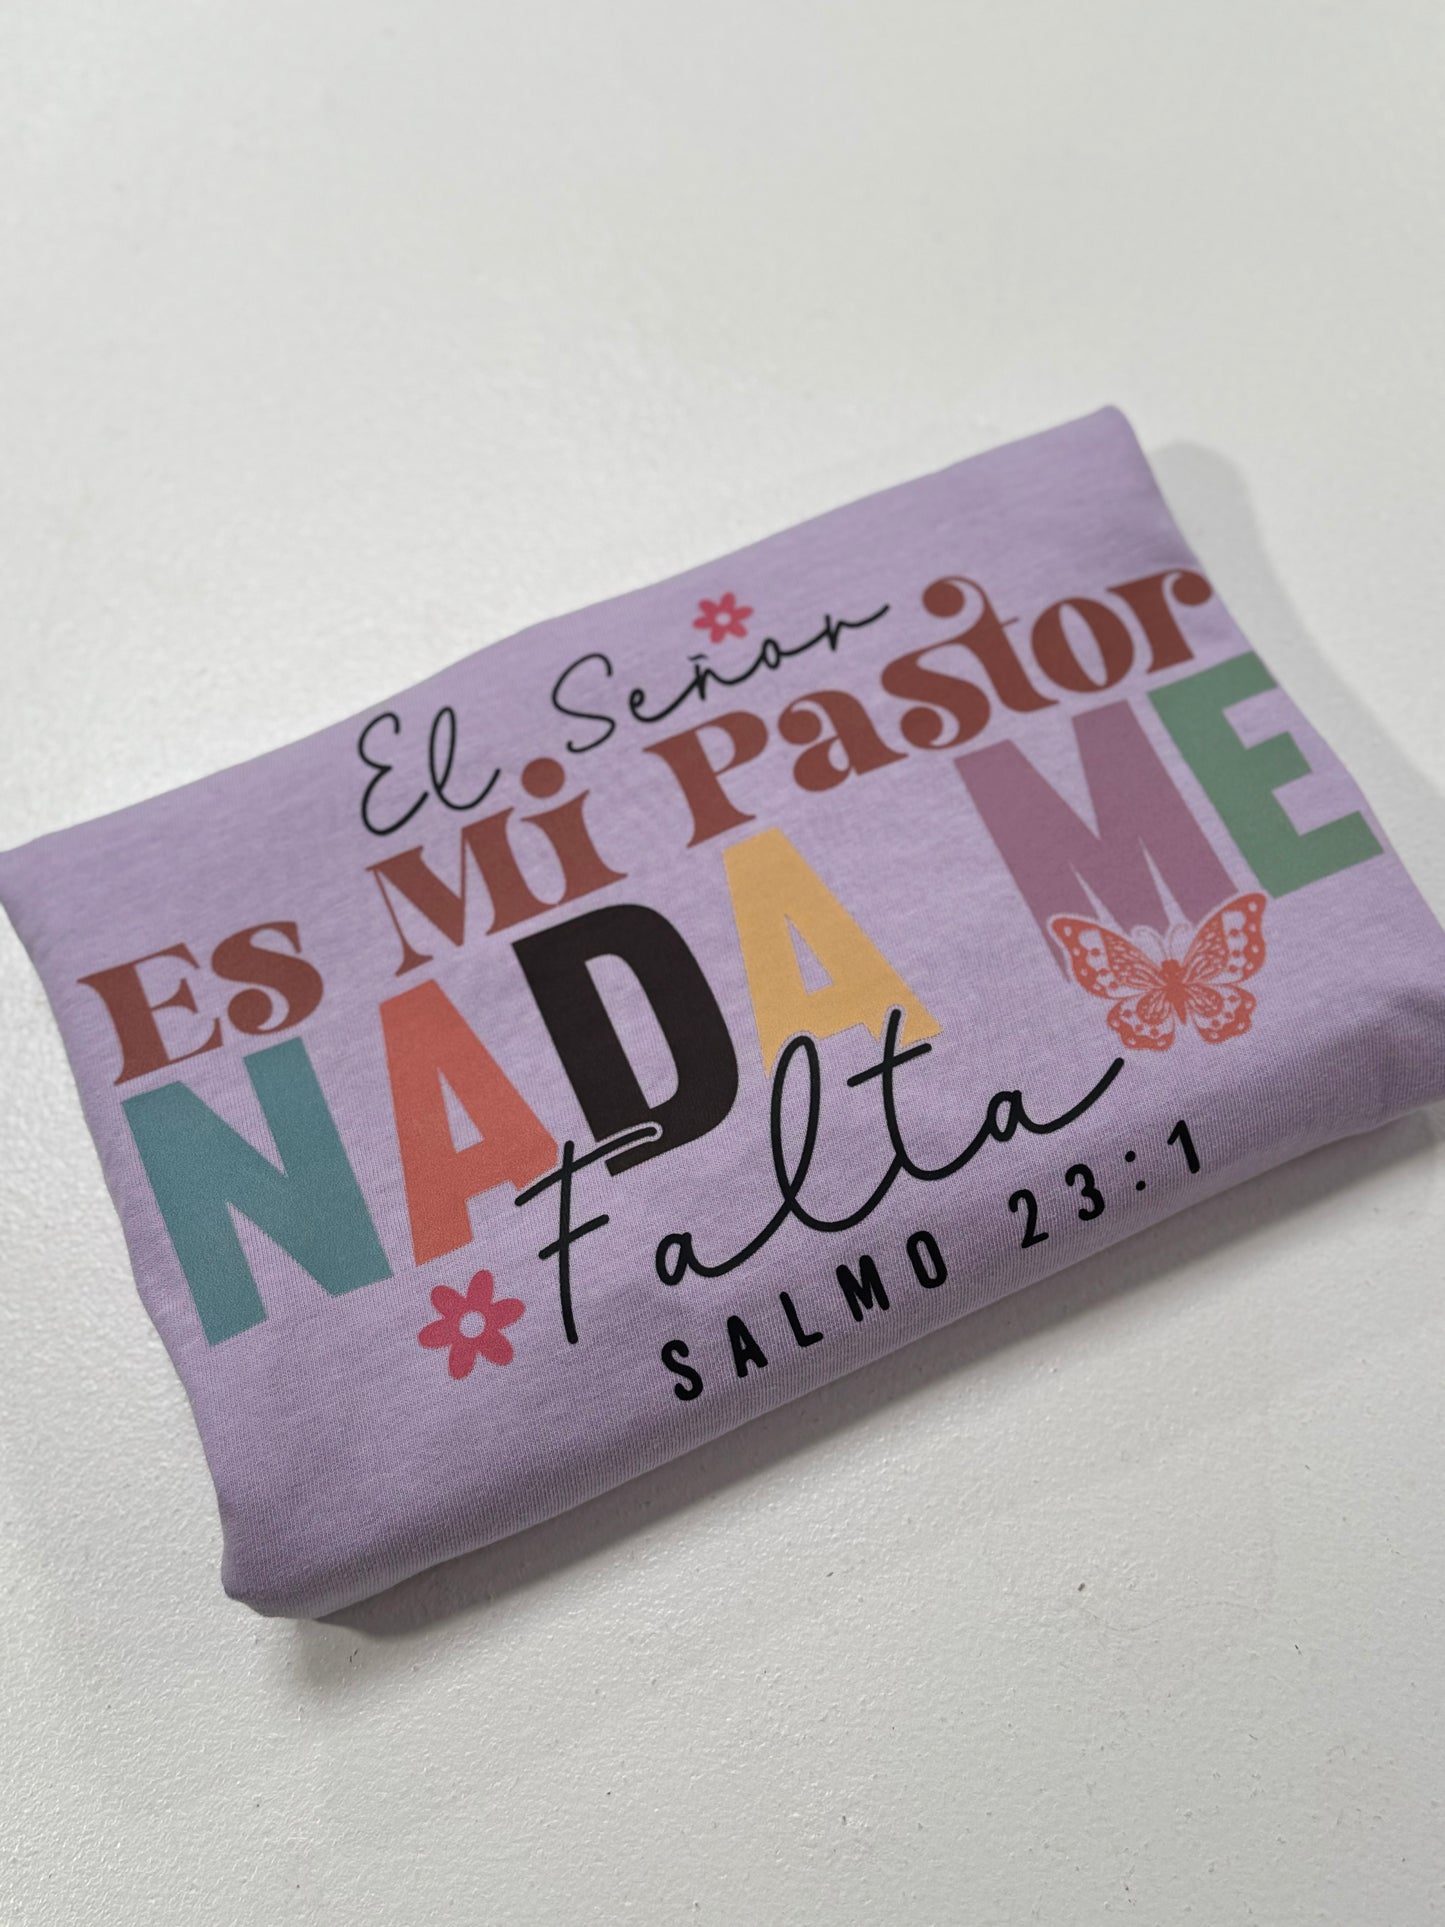 El Señor
Es Mi Pastor
NADA ME
Falta
SALMO 23:1